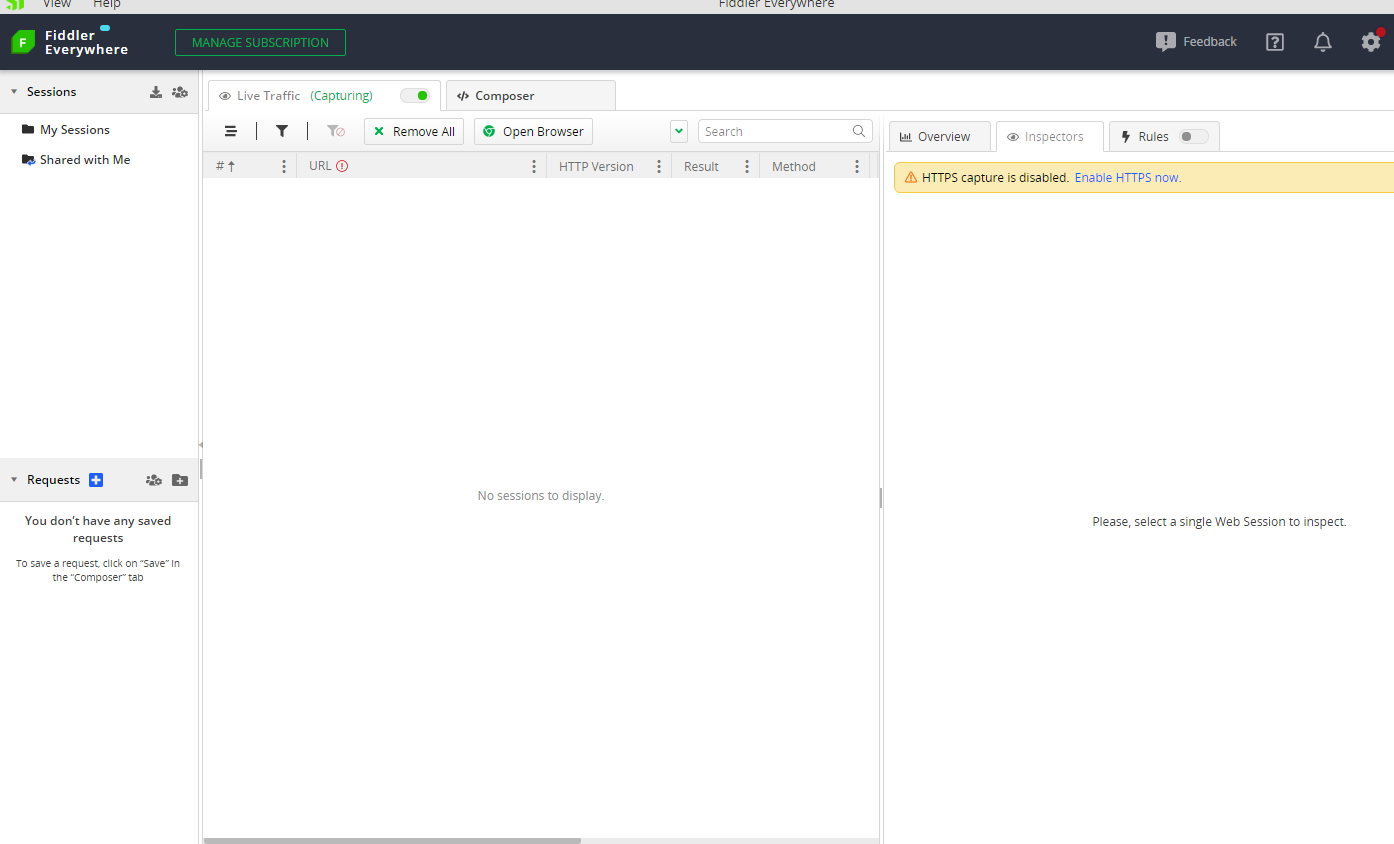 View Help Fiddler Everywhere
Fiddler
Everywhere
MANAGE SUBSCRIPTION
Feedback
Sessions
My Sessions
Shared with Me
Requests
You don't have any saved
requests
To save a request, click on “Save” in
the “Composer” tab
Live Traffic (Capturing)
Composer
Remove All
Open Browser
Search
# URL HTTP Version Result Method
No sessions to display.
Overview
Inspectors
Rules
HTTPS capture is disabled. Enable HTTPS now.
Please, select a single Web Session to inspect.